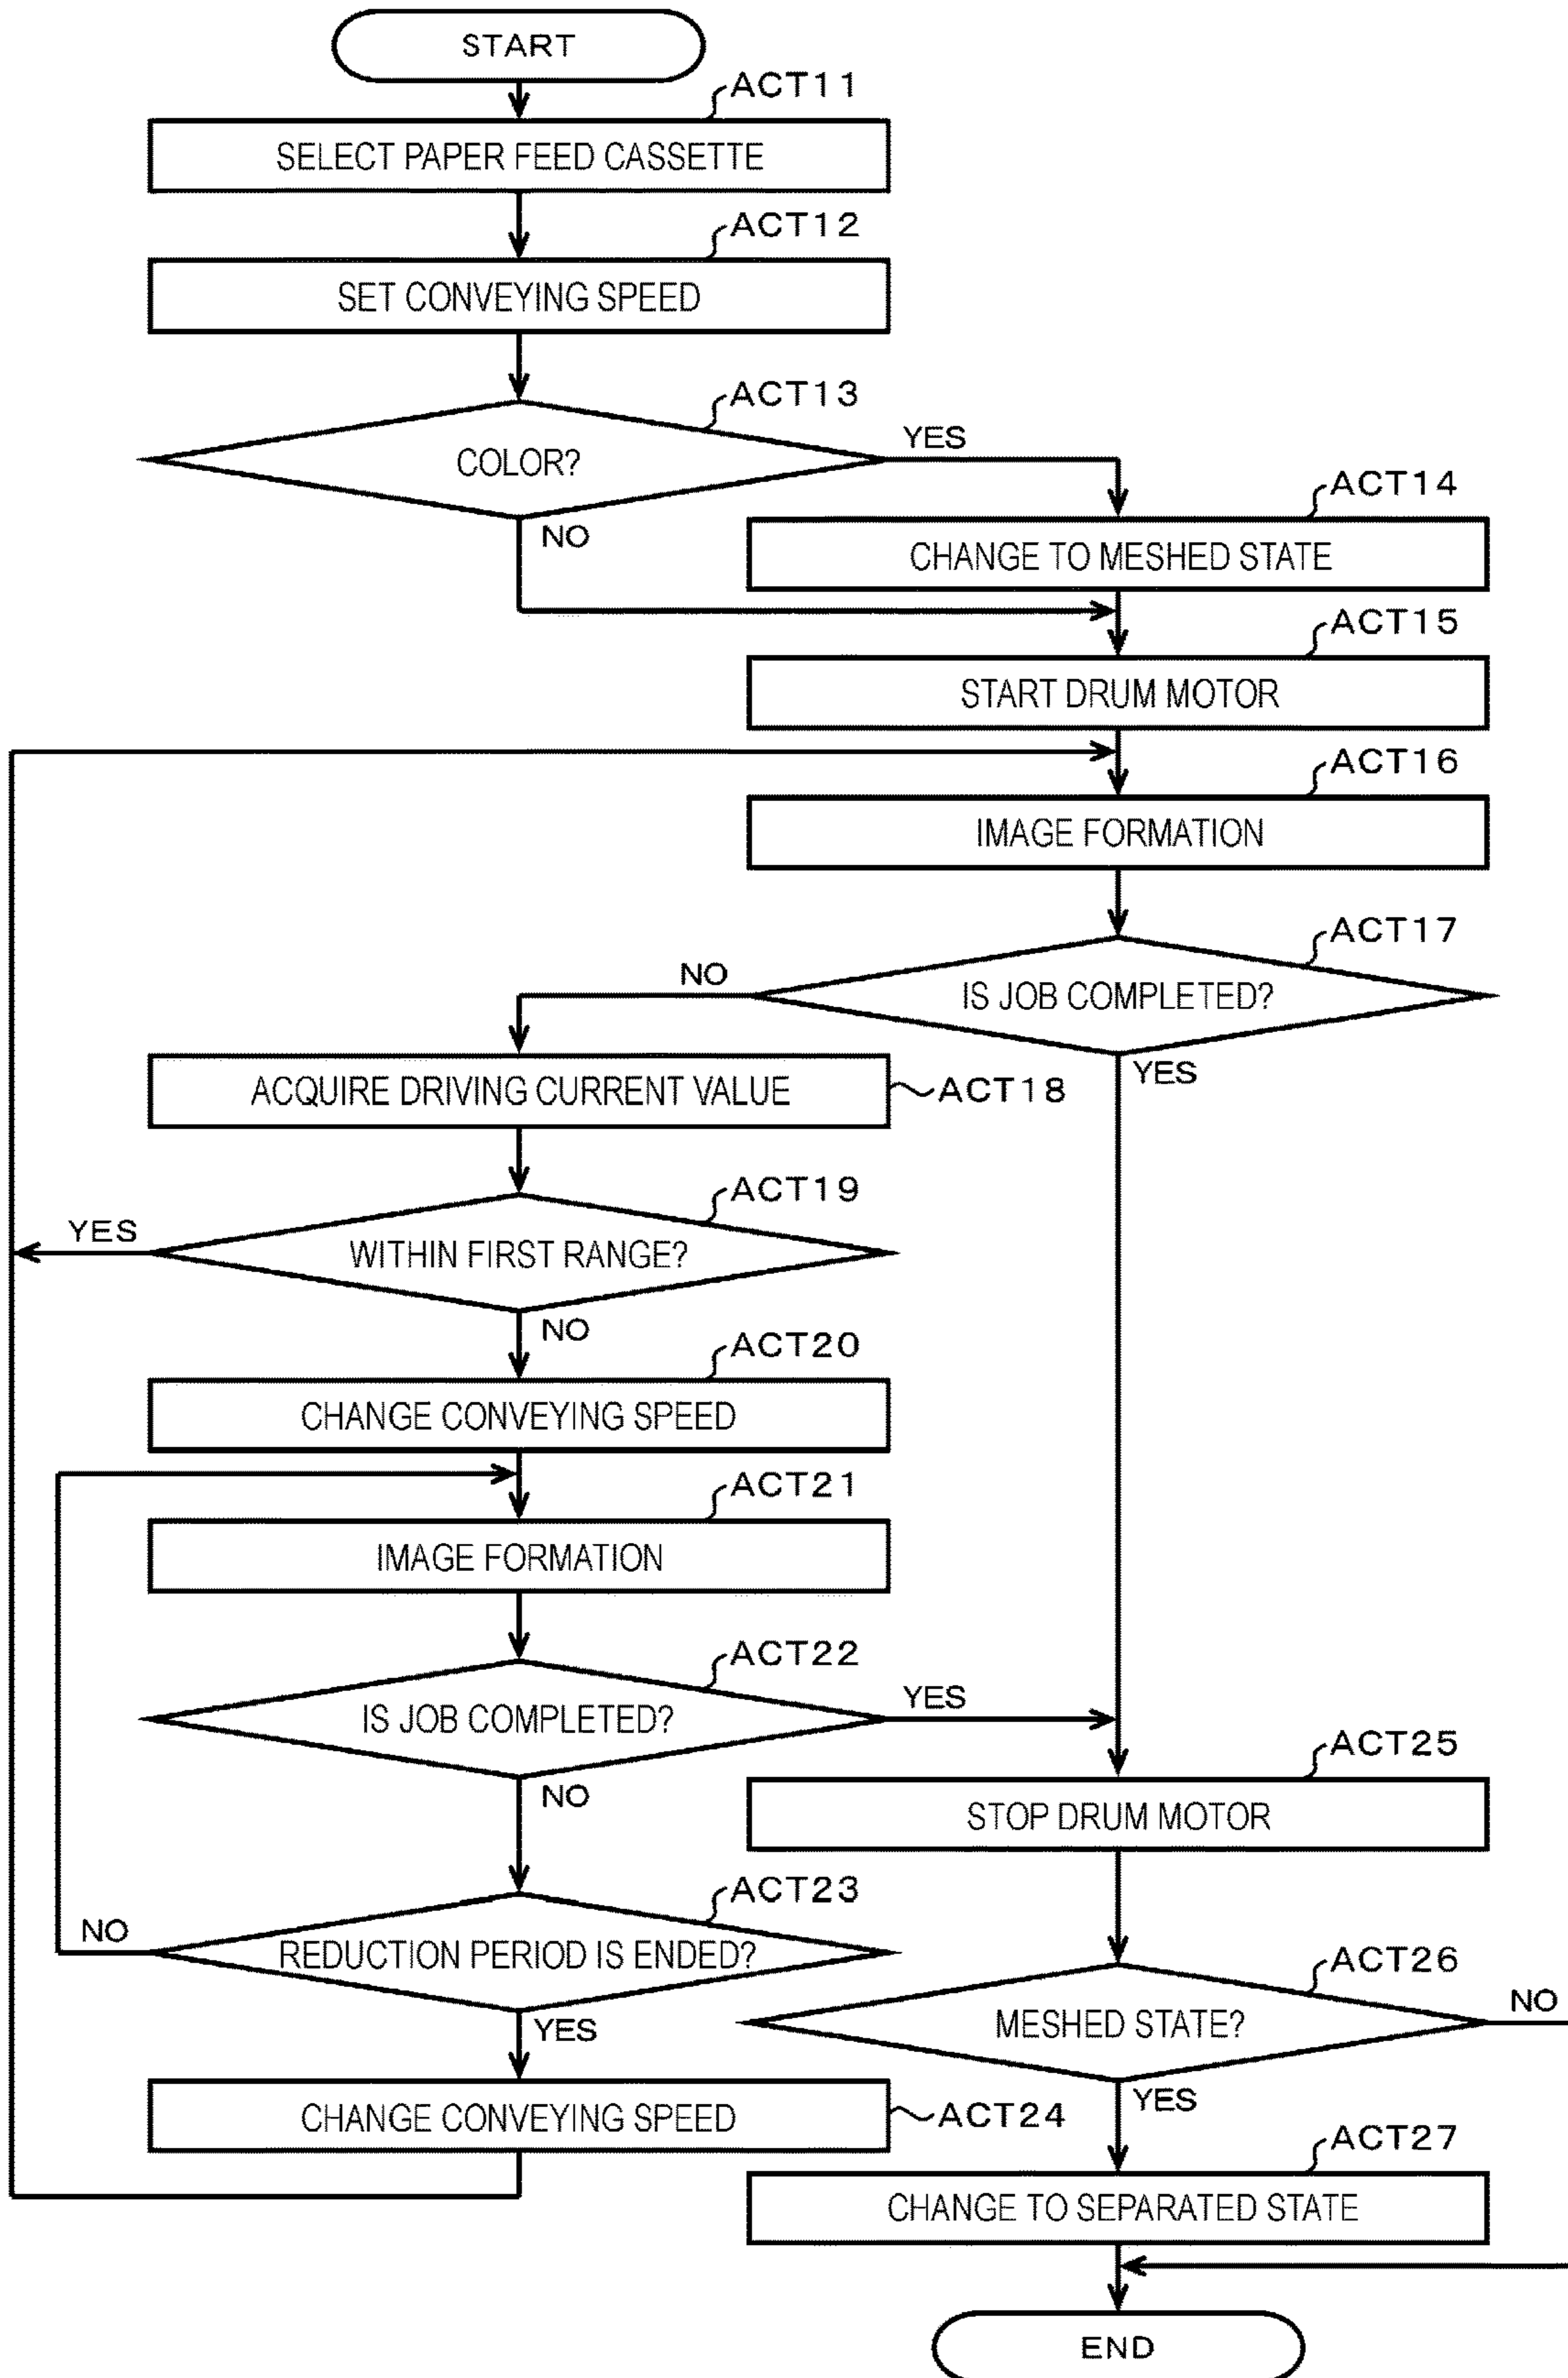 START
ACT11
SELECT PAPER FEED CASSETTE
ACT12
SET CONVEYING SPEED
ACT13
COLOR?
YES
NO
ACT14
CHANGE TO MESHED STATE
ACT15
START DRUM MOTOR
ACT16
IMAGE FORMATION
ACT17
IS JOB COMPLETED?
NO
YES
ACQUIRE DRIVING CURRENT VALUE
ACT18
ACT19
WITHIN FIRST RANGE?
YES
NO
ACT20
CHANGE CONVEYING SPEED
ACT21
IMAGE FORMATION
ACT22
IS JOB COMPLETED?
YES
NO
ACT23
REDUCTION PERIOD IS ENDED?
NO
YES
CHANGE CONVEYING SPEED
ACT24
ACT25
STOP DRUM MOTOR
ACT26
MESHED STATE?
NO
YES
ACT27
CHANGE TO SEPARATED STATE
END